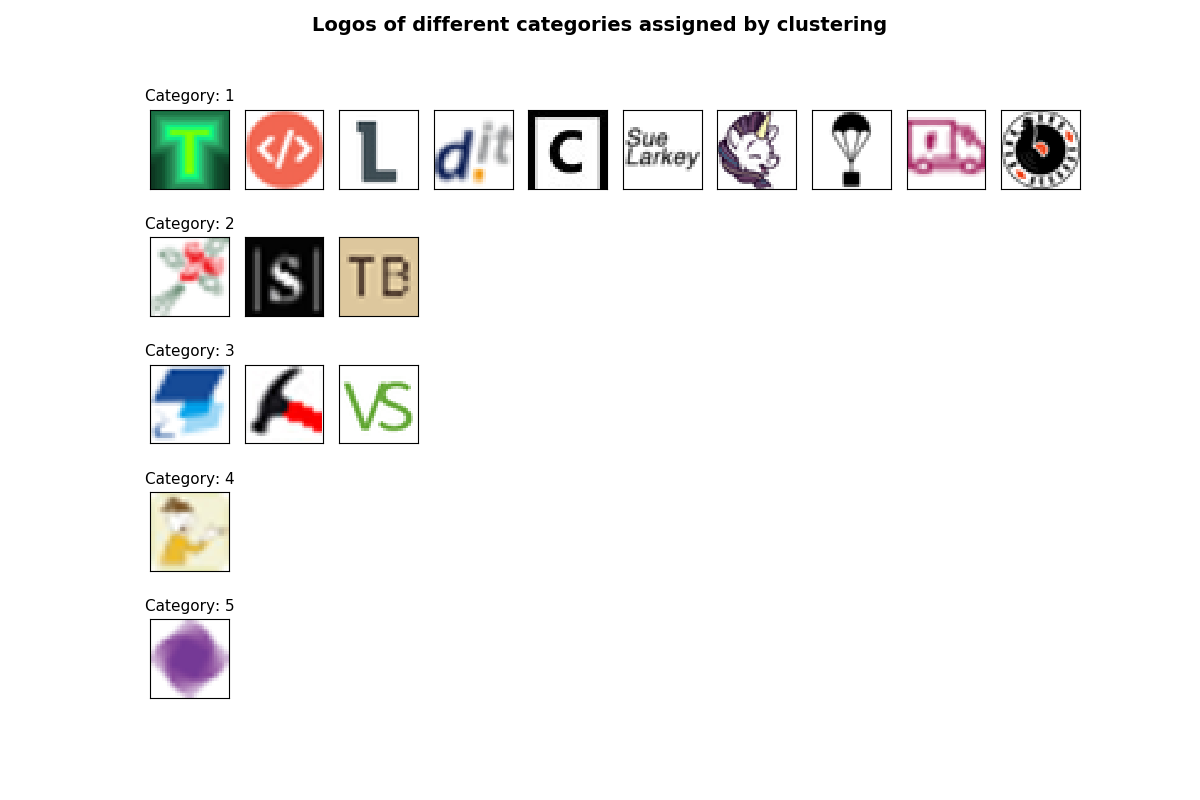 Logos of different categories assigned by clustering
Category: 1
T
</>
L
d.it
C
Sue
Larkey
Category: 2
|S|
TB
Category: 3
VS
Category: 4
Category: 5